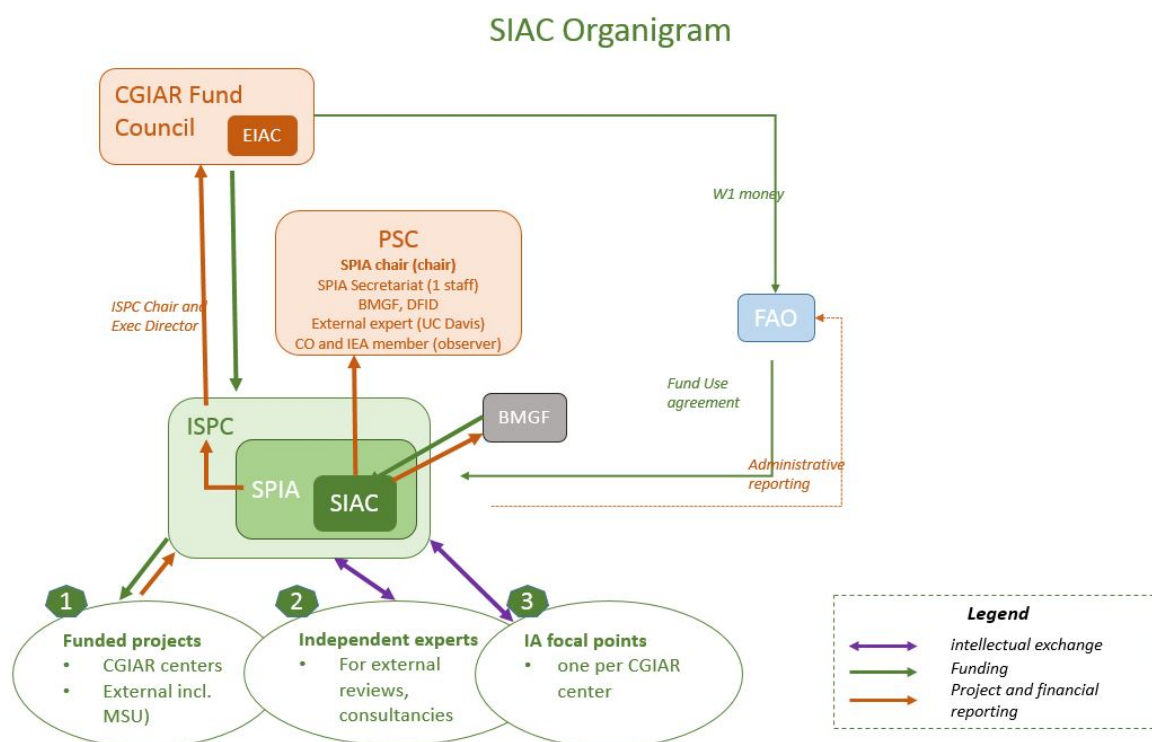 SIAC Organigram
CGIAR Fund
Council
EIAC
W1 money
PSC
SPIA chair (chair)
SPIA Secretariat (1 staff)
BMGF, DFID
External expert (UC Davis)
CO and IEA member (observer)
ISPC Chair and
Exec Director
FAO
Fund Use
agreement
BMGF
ISPC
SPIA
SIAC
Administrative
reporting
1
Funded projects
• CGIAR centers
• External incl.
MSU)
2
Independent experts
• For external
reviews,
consultancies
3
IA focal points
• one per CGIAR
center
Legend
intellectual exchange
Funding
Project and financial
reporting